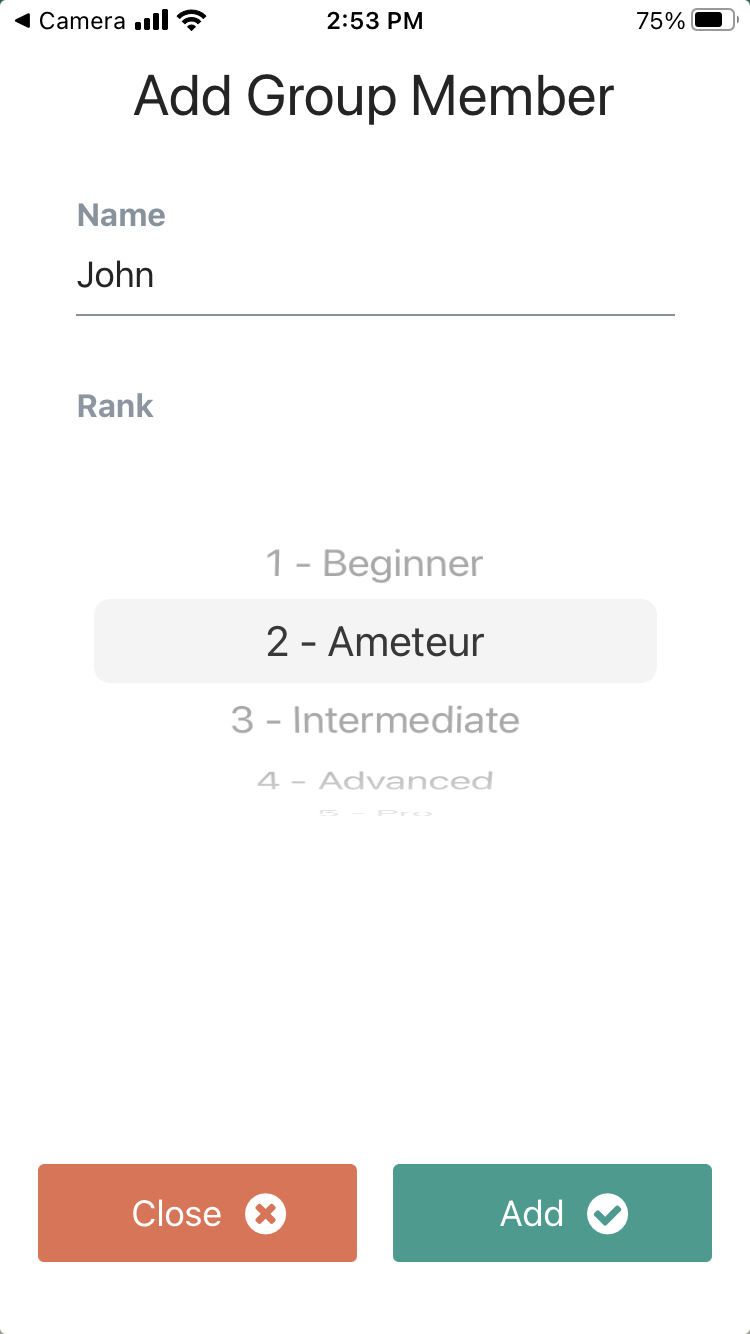 Camera 2:53 PM 75%
Add Group Member
Name
John
Rank
1 - Beginner
2 - Ameteur
3 - Intermediate
4 - Advanced
5 - Pro
Close Add